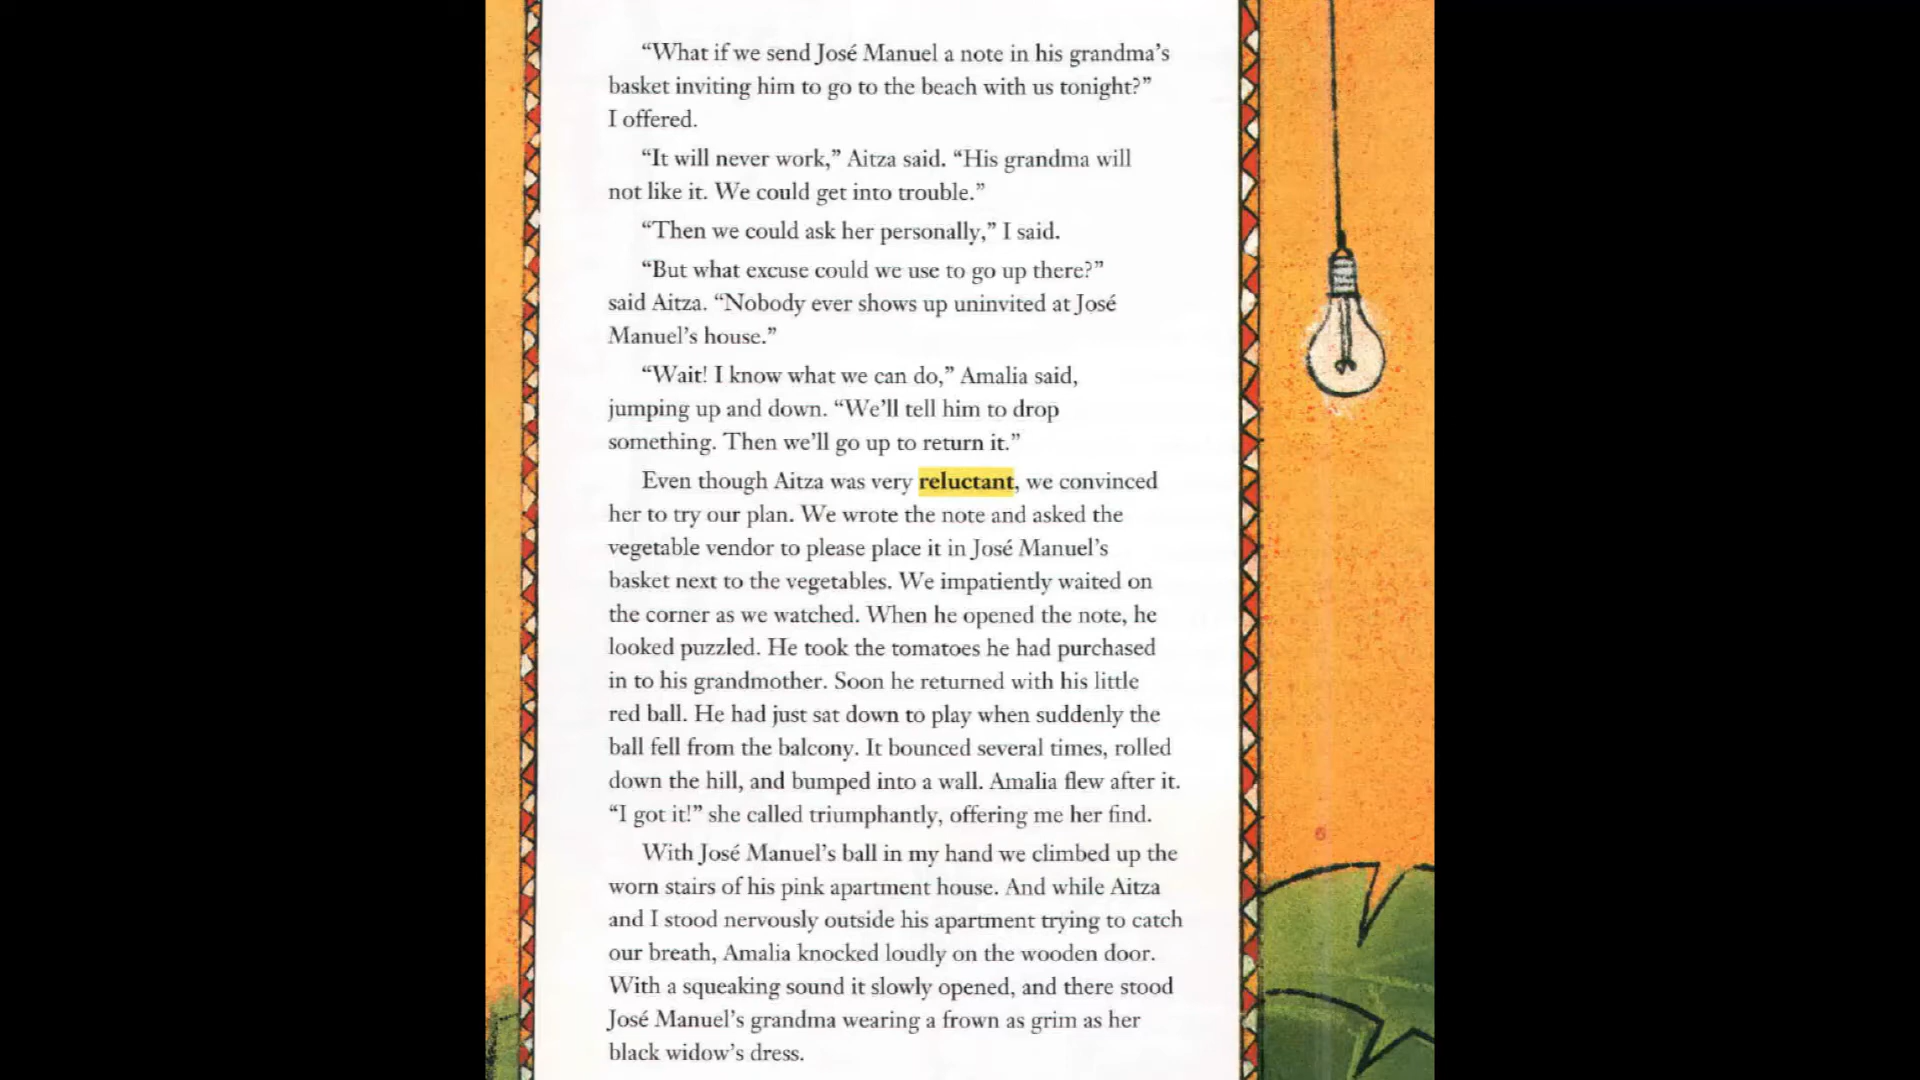 “What if we send José Manuel a note in his grandma’s
basket inviting him to go to the beach with us tonight?”
I offered.
“It will never work,” Aitza said. “His grandma will
not like it. We could get into trouble.”
“Then we could ask her personally,” I said.
“But what excuse could we use to go up there?”
said Aitza. “Nobody ever shows up uninvited at José
Manuel’s house.”
“Wait! I know what we can do,” Amalia said,
jumping up and down. “We’ll tell him to drop
something. Then we’ll go up to return it.”
Even though Aitza was very reluctant, we convinced
her to try our plan. We wrote the note and asked the
vegetable vendor to please place it in José Manuel’s
basket next to the vegetables. We impatiently waited on
the corner as we watched. When he opened the note, he
looked puzzled. He took the tomatoes he had purchased
in to his grandmother. Soon he returned with his little
red ball. He had just sat down to play when suddenly the
ball fell from the balcony. It bounced several times, rolled
down the hill, and bumped into a wall. Amalia flew after it.
“I got it!” she called triumphantly, offering me her find.
With José Manuel’s ball in my hand we climbed up the
worn stairs of his pink apartment house. And while Aitza
and I stood nervously outside his apartment trying to catch
our breath, Amalia knocked loudly on the wooden door.
With a squeaking sound it slowly opened, and there stood
José Manuel’s grandma wearing a frown as grim as her
black widow’s dress.
6